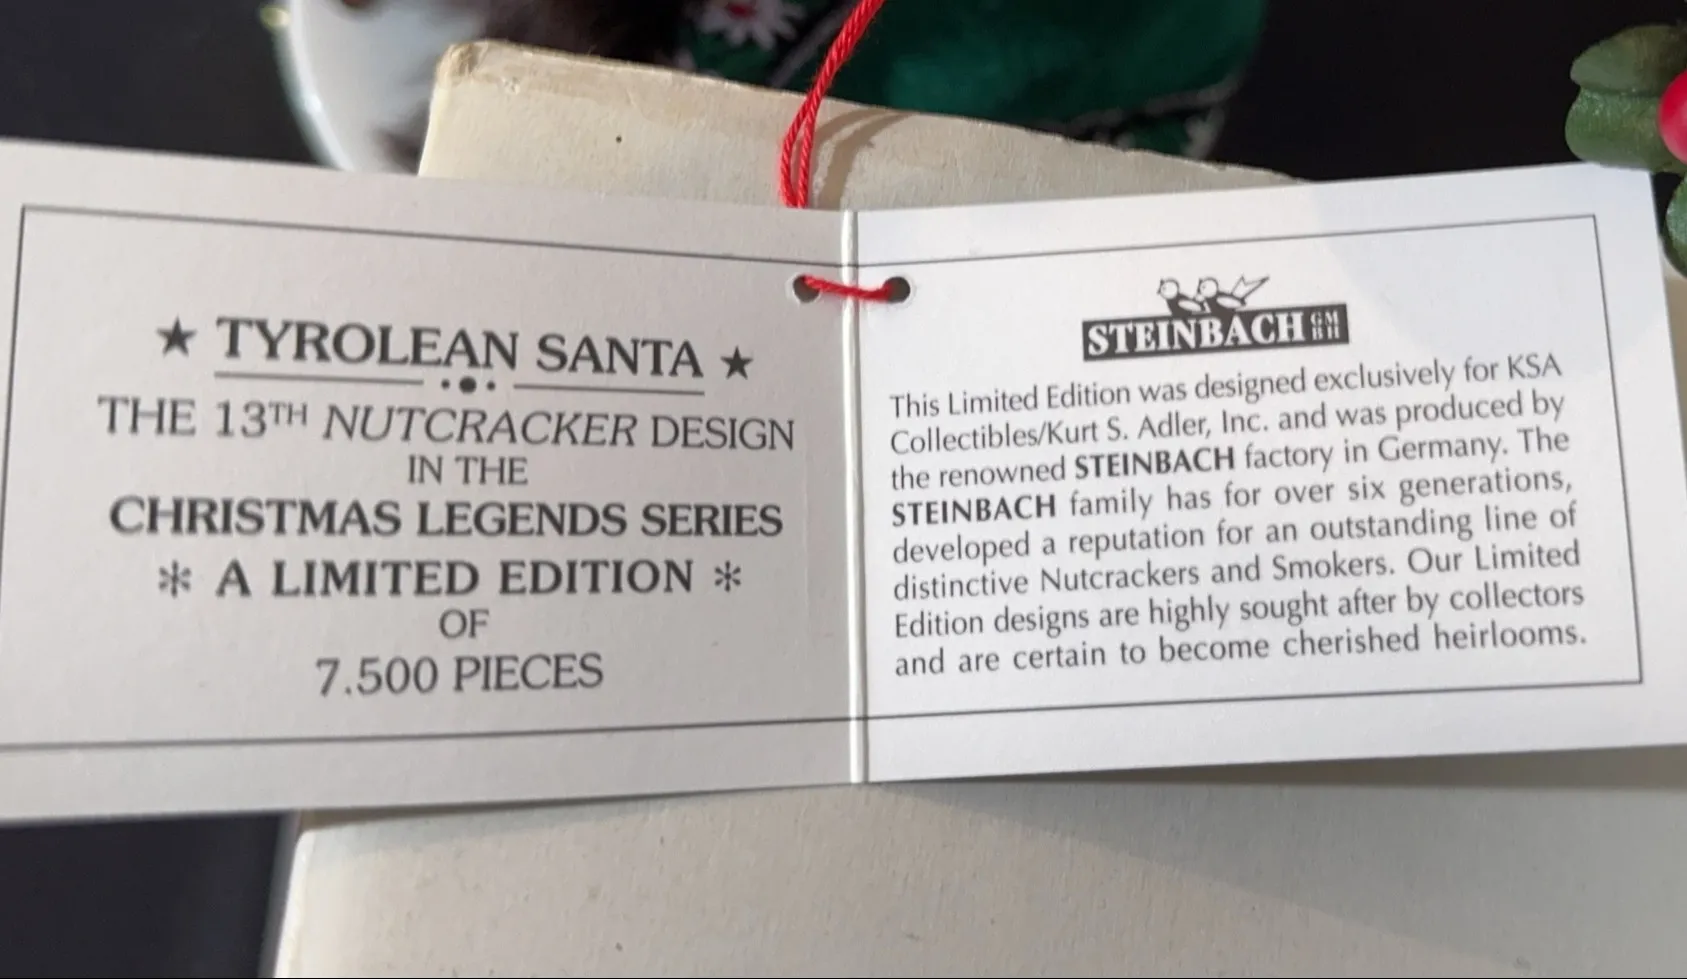 ★ TYROLEAN SANTA ★
THE 13TH NUTCRACKER DESIGN
IN THE
CHRISTMAS LEGENDS SERIES
✻ A LIMITED EDITION ✻
OF
7.500 PIECES
STEINBACH GMBH
This Limited Edition was designed exclusively for KSA
Collectibles/Kurt S. Adler, Inc. and was produced by
the renowned STEINBACH factory in Germany. The
STEINBACH family has for over six generations,
developed a reputation for an outstanding line of
distinctive Nutcrackers and Smokers. Our Limited
Edition designs are highly sought after by collectors
and are certain to become cherished heirlooms.